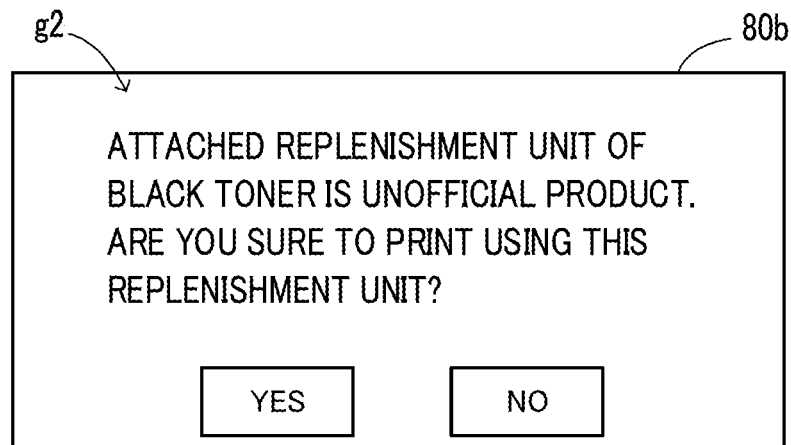 g2
80b
ATTACHED REPLENISHMENT UNIT OF
BLACK TONER IS UNOFFICIAL PRODUCT.
ARE YOU SURE TO PRINT USING THIS
REPLENISHMENT UNIT?
YES NO